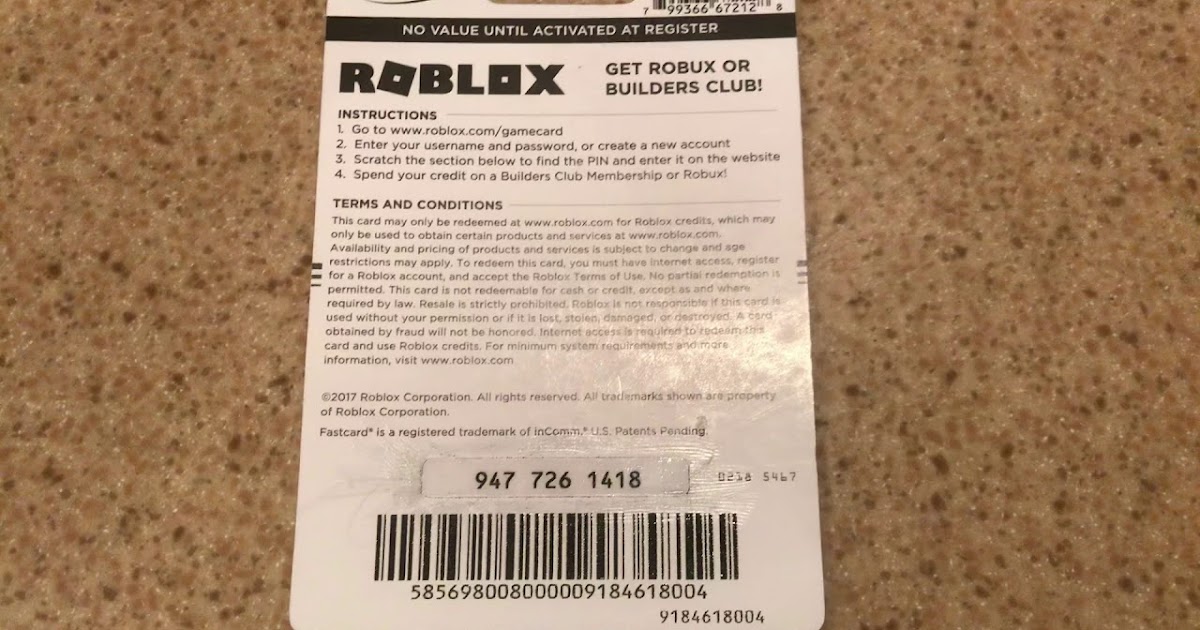 7 99366 67212 8
NO VALUE UNTIL ACTIVATED AT REGISTER
ROBLOX
GET ROBUX OR
BUILDERS CLUB!
INSTRUCTIONS
1. Go to www.roblox.com/gamecard
2. Enter your username and password, or create a new account
3. Scratch the section below to find the PIN and enter it on the website
4. Spend your credit on a Builders Club Membership or Robux!
TERMS AND CONDITIONS
This card may only be redeemed at www.roblox.com for Roblox credits, which may
only be used to obtain certain products and services at www.roblox.com.
Availability and pricing of products and services is subject to change and age
restrictions may apply. To redeem this card, you must have Internet access, register
for a Roblox account, and accept the Roblox Terms of Use. No partial redemption is
permitted. This card is not redeemable for cash or credit, except as and where
required by law. Resale is strictly prohibited. Roblox is not responsible if this card is
used without your permission or if it is lost, stolen, damaged, or destroyed. A card
obtained by fraud will not be honored. Internet access is required to redeem this
card and use Roblox credits. For minimum system requirements and more
information, visit www.roblox.com
©2017 Roblox Corporation. All rights reserved. All trademarks shown are property
of Roblox Corporation.
Fastcard® is a registered trademark of inComm.® U.S. Patents Pending.
947 726 1418
0218 5467
585698008000009184618004
9184618004